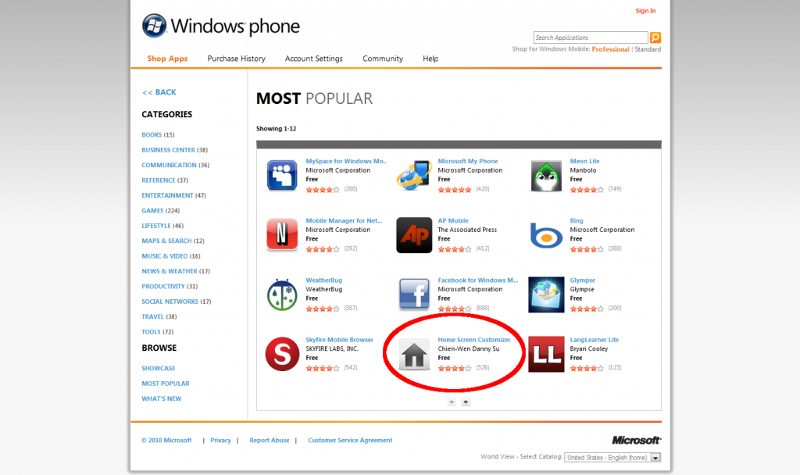 Sign In
Windows® phone
Search Applications
Shop for Windows Mobile: Professional | Standard
Shop Apps Purchase History Account Settings Community Help
<< BACK
CATEGORIES
BOOKS (15)
BUSINESS CENTER (38)
COMMUNICATION (36)
REFERENCE (37)
ENTERTAINMENT (47)
GAMES (224)
LIFESTYLE (46)
MAPS & SEARCH (12)
MUSIC & VIDEO (16)
NEWS & WEATHER (17)
PRODUCTIVITY (31)
SOCIAL NETWORKS (17)
TRAVEL (38)
TOOLS (72)
BROWSE
SHOWCASE
MOST POPULAR
WHAT'S NEW
MOST POPULAR
Showing 1-12
MySpace for Windows Mo...
Microsoft Corporation
Free
(280)
Microsoft My Phone
Microsoft Corporation
Free
(420)
Meon Lite
Manbolo
Free
(749)
N
Mobile Manager for Net...
Microsoft Corporation
Free
(292)
AP
AP Mobile
The Associated Press
Free
(412)
b
Bing
Microsoft Corporation
Free
(388)
WeatherBug
WeatherBug
Free
(387)
f
Facebook for Windows M...
Microsoft Corporation
Free
(888)
Glympse
Glympse
Free
(200)
S
Skyfire Mobile Browser
SKYFIRE LABS, INC.
Free
(542)
Home Screen Customizer
Chien-Wen Danny Su
Free
(526)
LL
LangLearner Lite
Bryan Cooley
Free
(123)
© 2010 Microsoft | Privacy | Report Abuse | Customer Service Agreement
Microsoft®
World View - Select Catalog: United States - English (home)